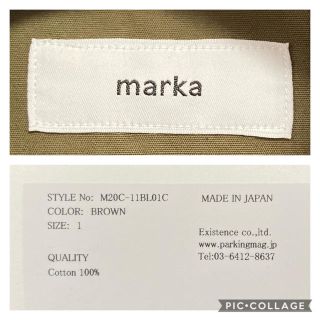 marka
STYLE No: M20C-11BL01C
COLOR: BROWN
SIZE: 1
QUALITY
Cotton 100%
MADE IN JAPAN
Existence co.,ltd.
www.parkingmag.jp
Tel:03-6412-8637
PIC•COLLAGE